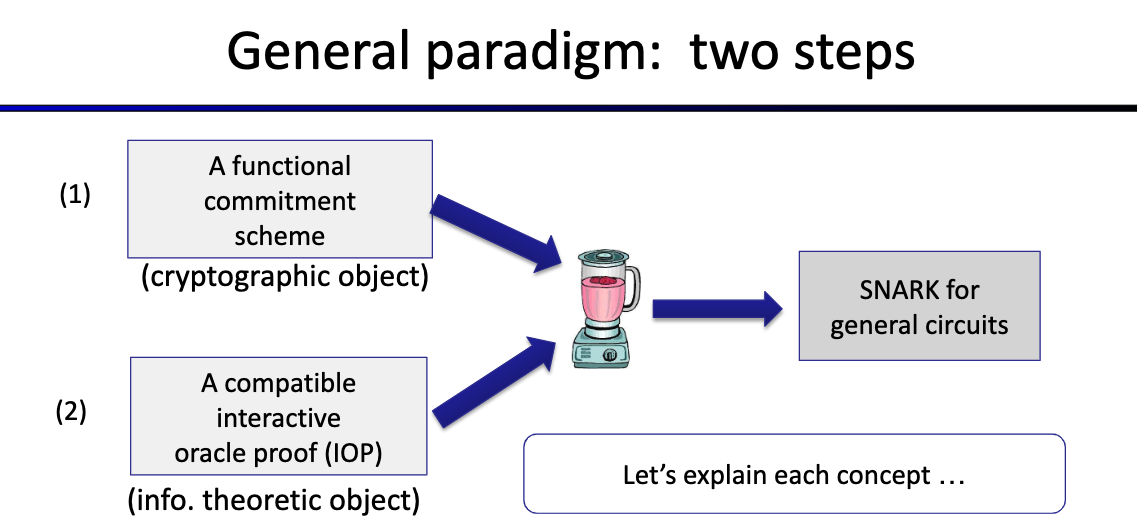 General paradigm: two steps
(1)
A functional
commitment
scheme
(cryptographic object)
SNARK for
general circuits
(2)
A compatible
interactive
oracle proof (IOP)
(info. theoretic object)
Let’s explain each concept …